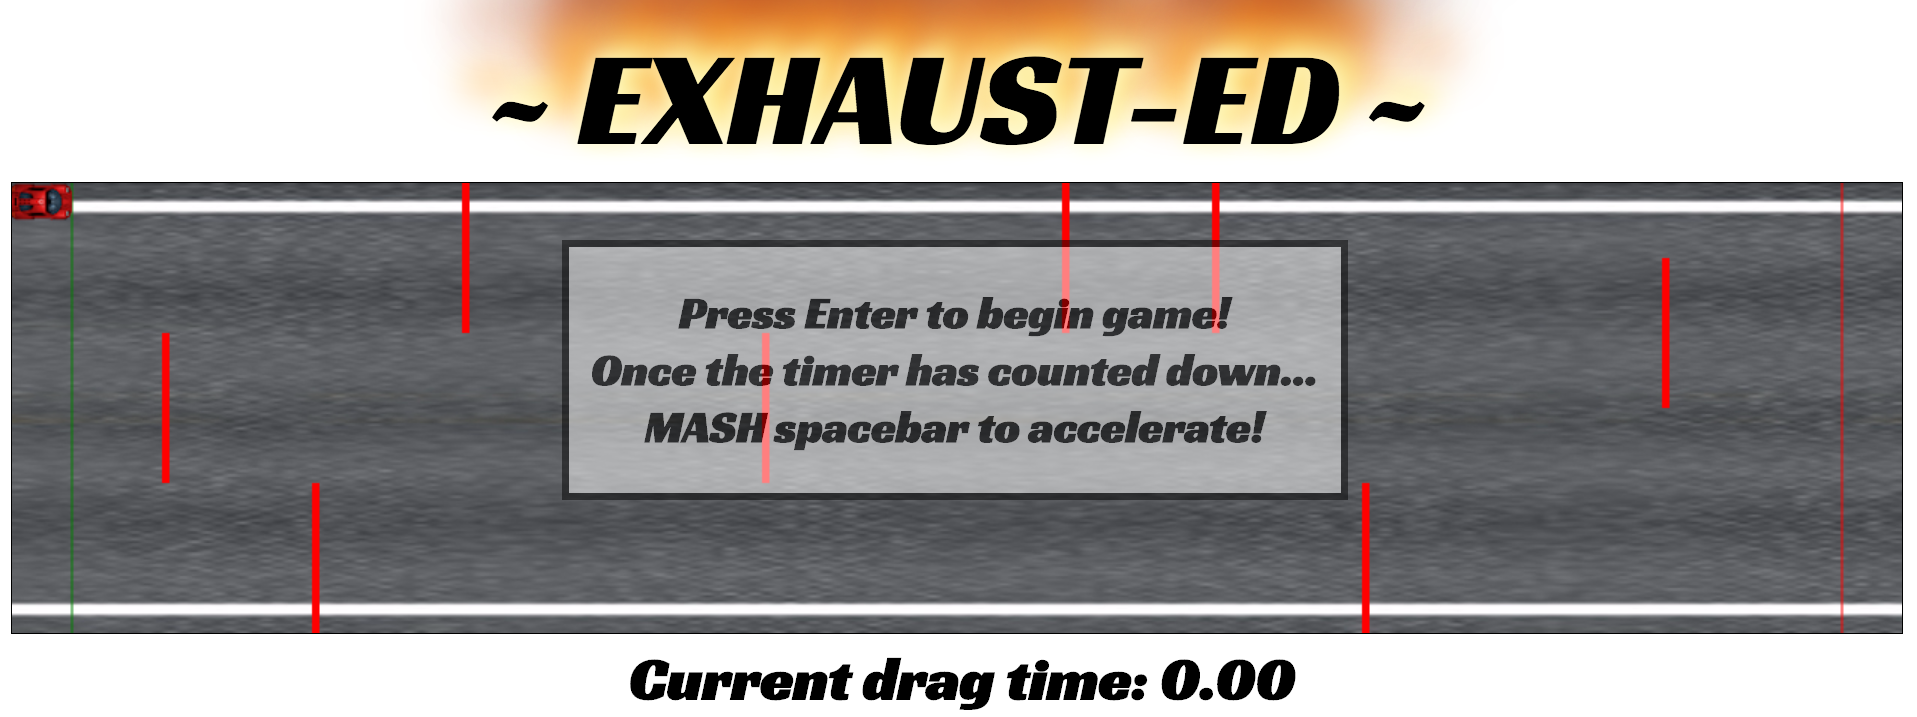 ~ EXHAUST-ED ~
Press Enter to begin game!
Once the timer has counted down...
MASH spacebar to accelerate!
Current drag time: 0.00